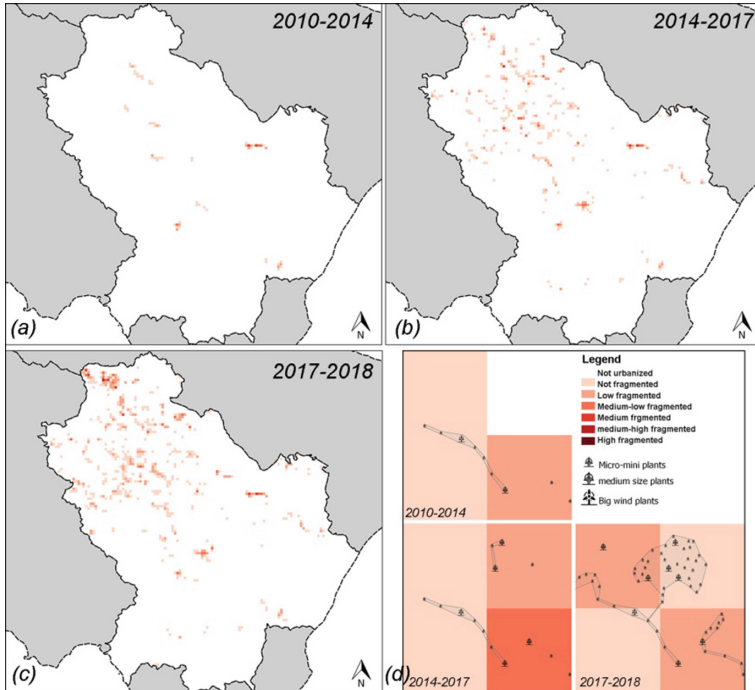 2010-2014
(a)
N
2014-2017
(b)
N
2017-2018
(c)
N
Legend
Not urbanized
Not fragmented
Low fragmented
Medium-low fragmented
Medium frgmented
medium-high fragmented
High fragmented
Micro-mini plants
medium size plants
Big wind plants
2010-2014
2014-2017
(d)
2017-2018